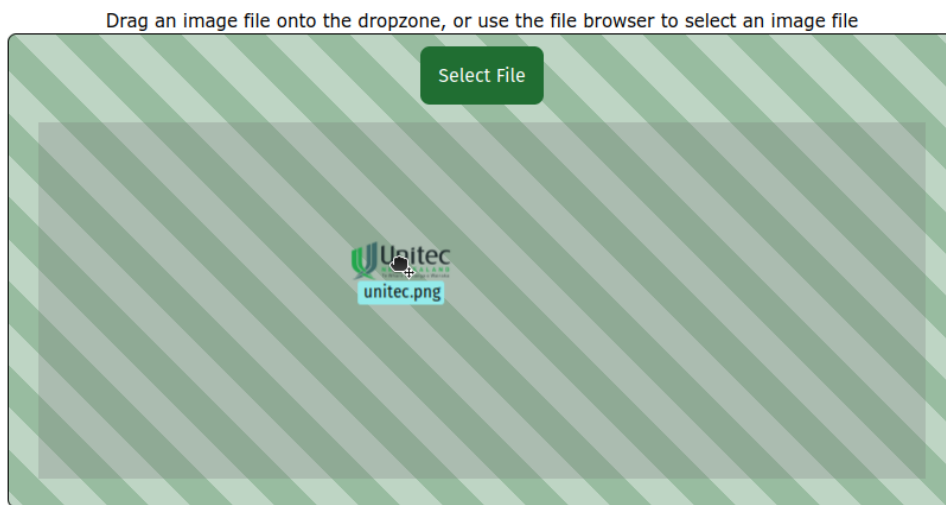 Drag an image file onto the dropzone, or use the file browser to select an image file
Select File
Unitec
unitec.png